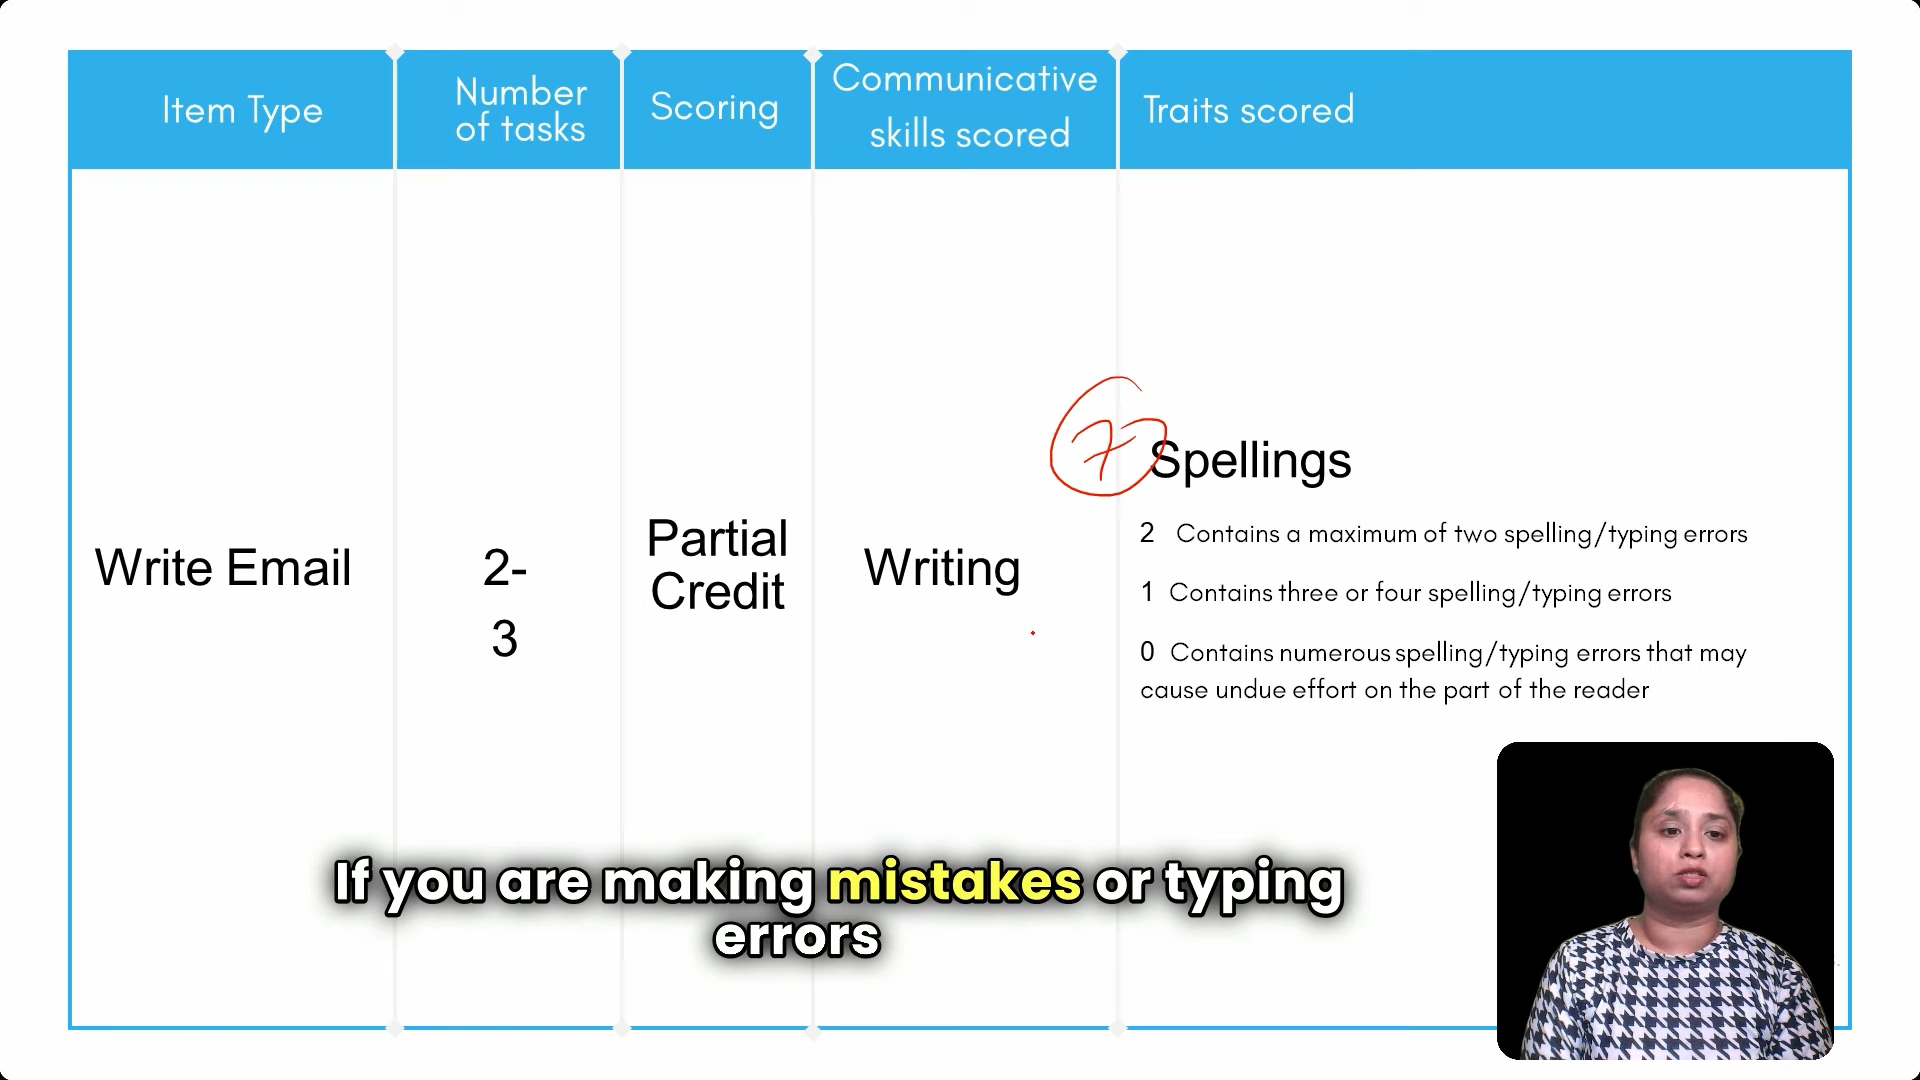 Item Type
Number
of tasks
Scoring
Communicative
skills scored
Traits scored
Write Email
2-
3
Partial
Credit
Writing
7
Spellings
2 Contains a maximum of two spelling/typing errors
1 Contains three or four spelling/typing errors
0 Contains numerous spelling/typing errors that may
cause undue effort on the part of the reader
If you are making mistakes or typing
errors